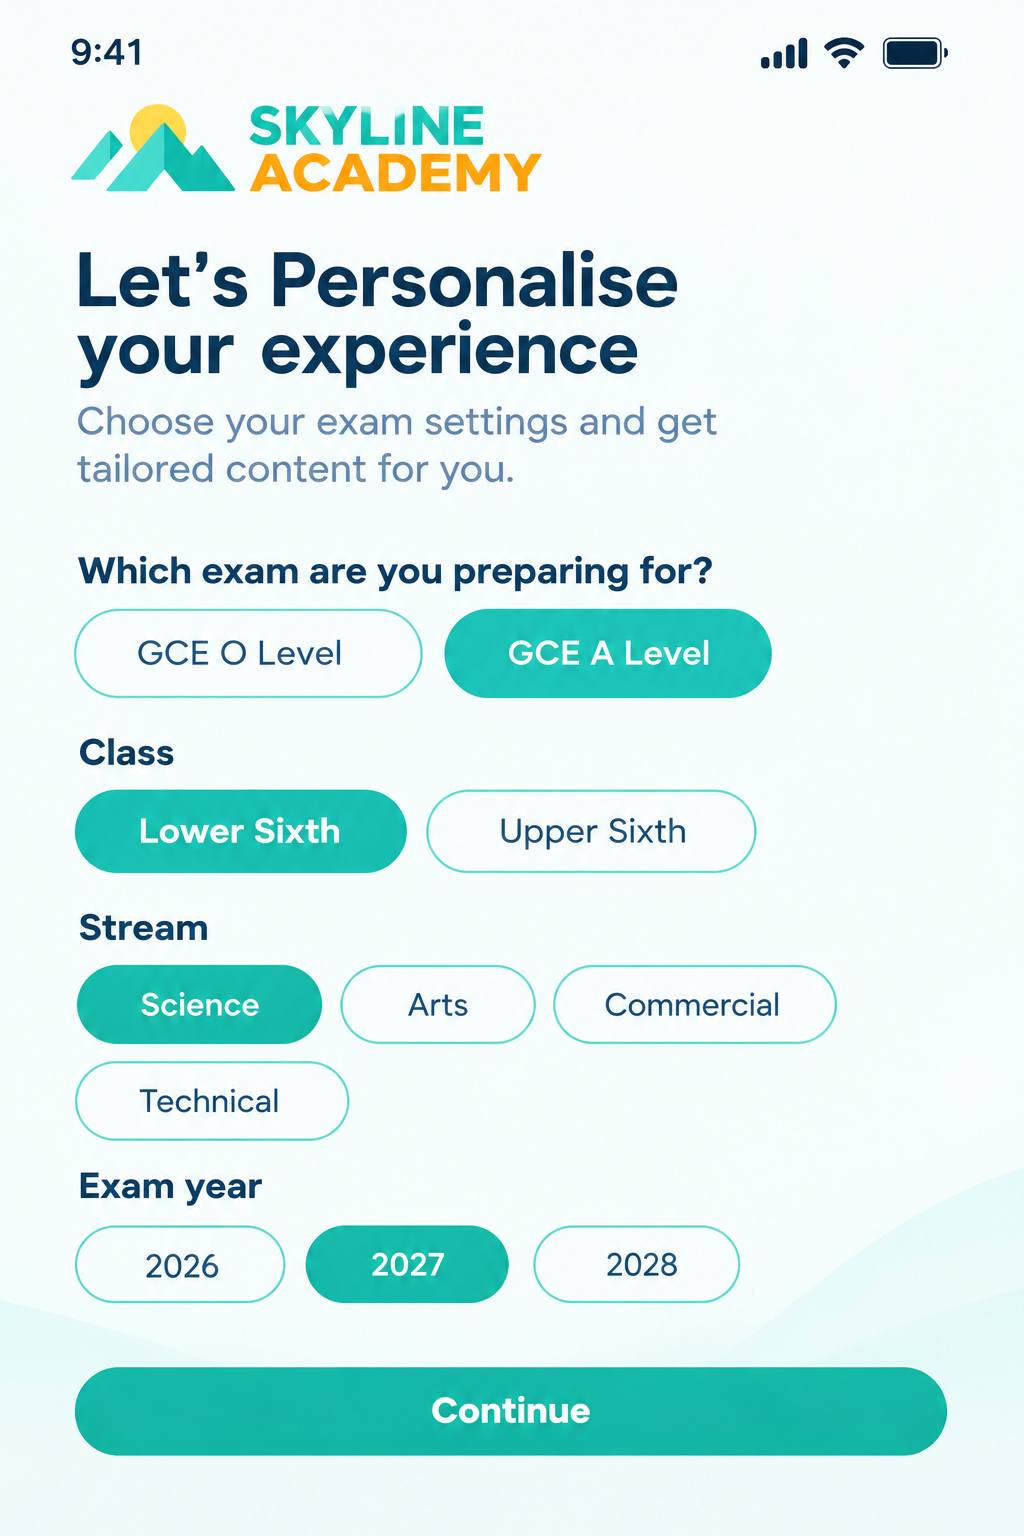 9:41
SKYLINE
ACADEMY
Let's Personalise
your experience
Choose your exam settings and get
tailored content for you.
Which exam are you preparing for?
GCE O Level
GCE A Level
Class
Lower Sixth
Upper Sixth
Stream
Science
Arts
Commercial
Technical
Exam year
2026
2027
2028
Continue